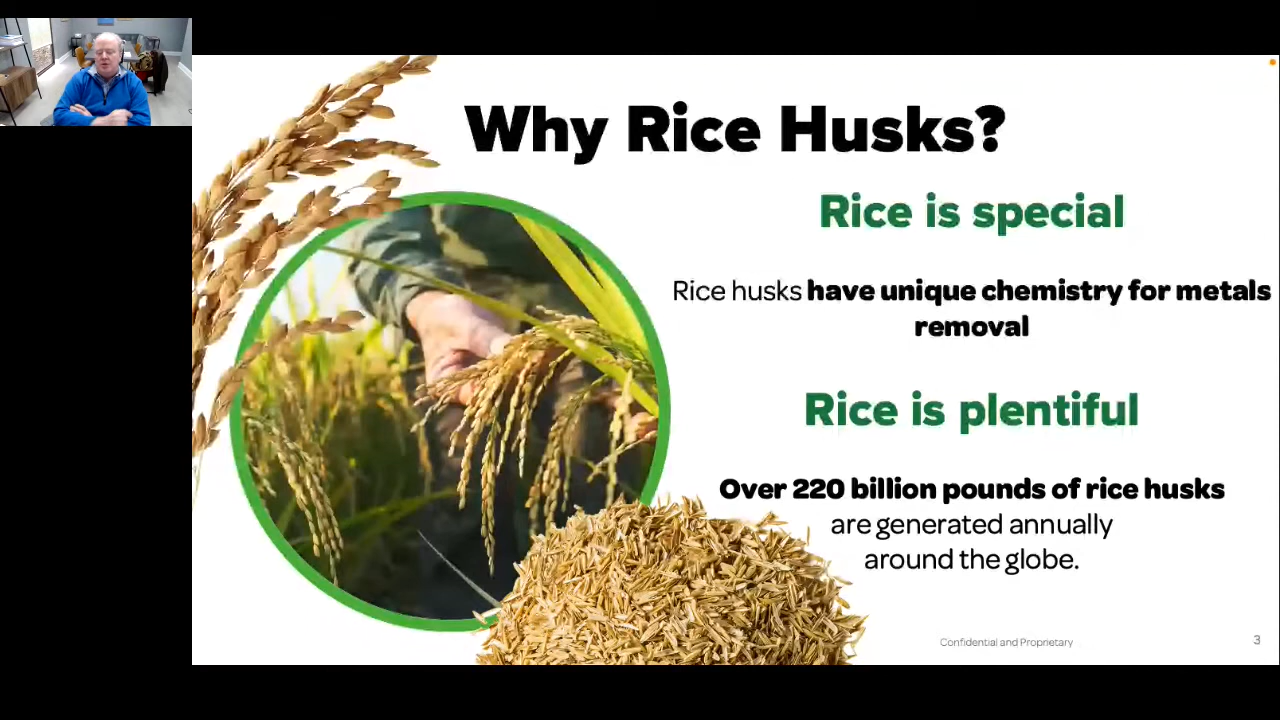 Why Rice Husks?
Rice is special
Rice husks have unique chemistry for metals
removal
Rice is plentiful
Over 220 billion pounds of rice husks
are generated annually
around the globe.
Confidential and Proprietary
3